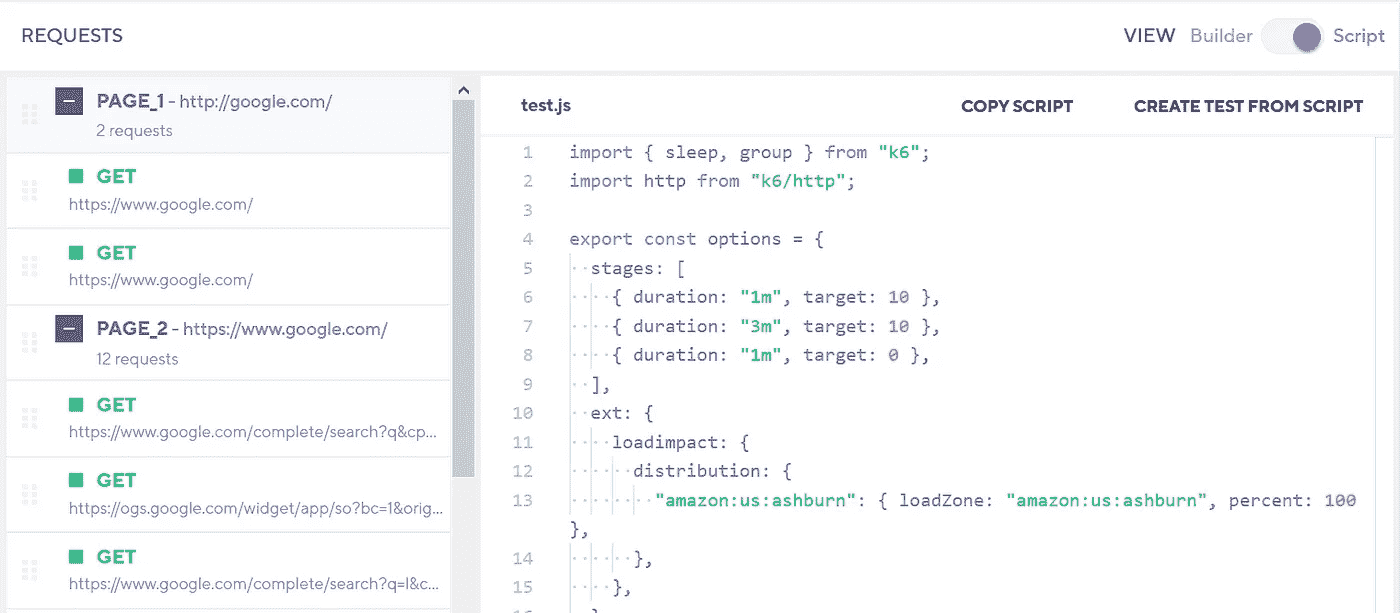 REQUESTS
VIEW Builder Script
PAGE_1 - http://google.com/
2 requests
GET
https://www.google.com/
GET
https://www.google.com/
PAGE_2 - https://www.google.com/
12 requests
GET
https://www.google.com/complete/search?q&cp...
GET
https://ogs.google.com/widget/app/so?bc=1&orig...
GET
https://www.google.com/complete/search?q=l&c...
test.js COPY SCRIPT CREATE TEST FROM SCRIPT
1 import { sleep, group } from "k6";
2 import http from "k6/http";
3
4 export const options = {
5 ··stages: [
6 ····{ duration: "1m", target: 10 },
7 ····{ duration: "3m", target: 10 },
8 ····{ duration: "1m", target: 0 },
9 ··],
10 ··ext: {
11 ····loadimpact: {
12 ······distribution: {
13 ········"amazon:us:ashburn": { loadZone: "amazon:us:ashburn", percent: 100
},
14 ······},
15 ····},